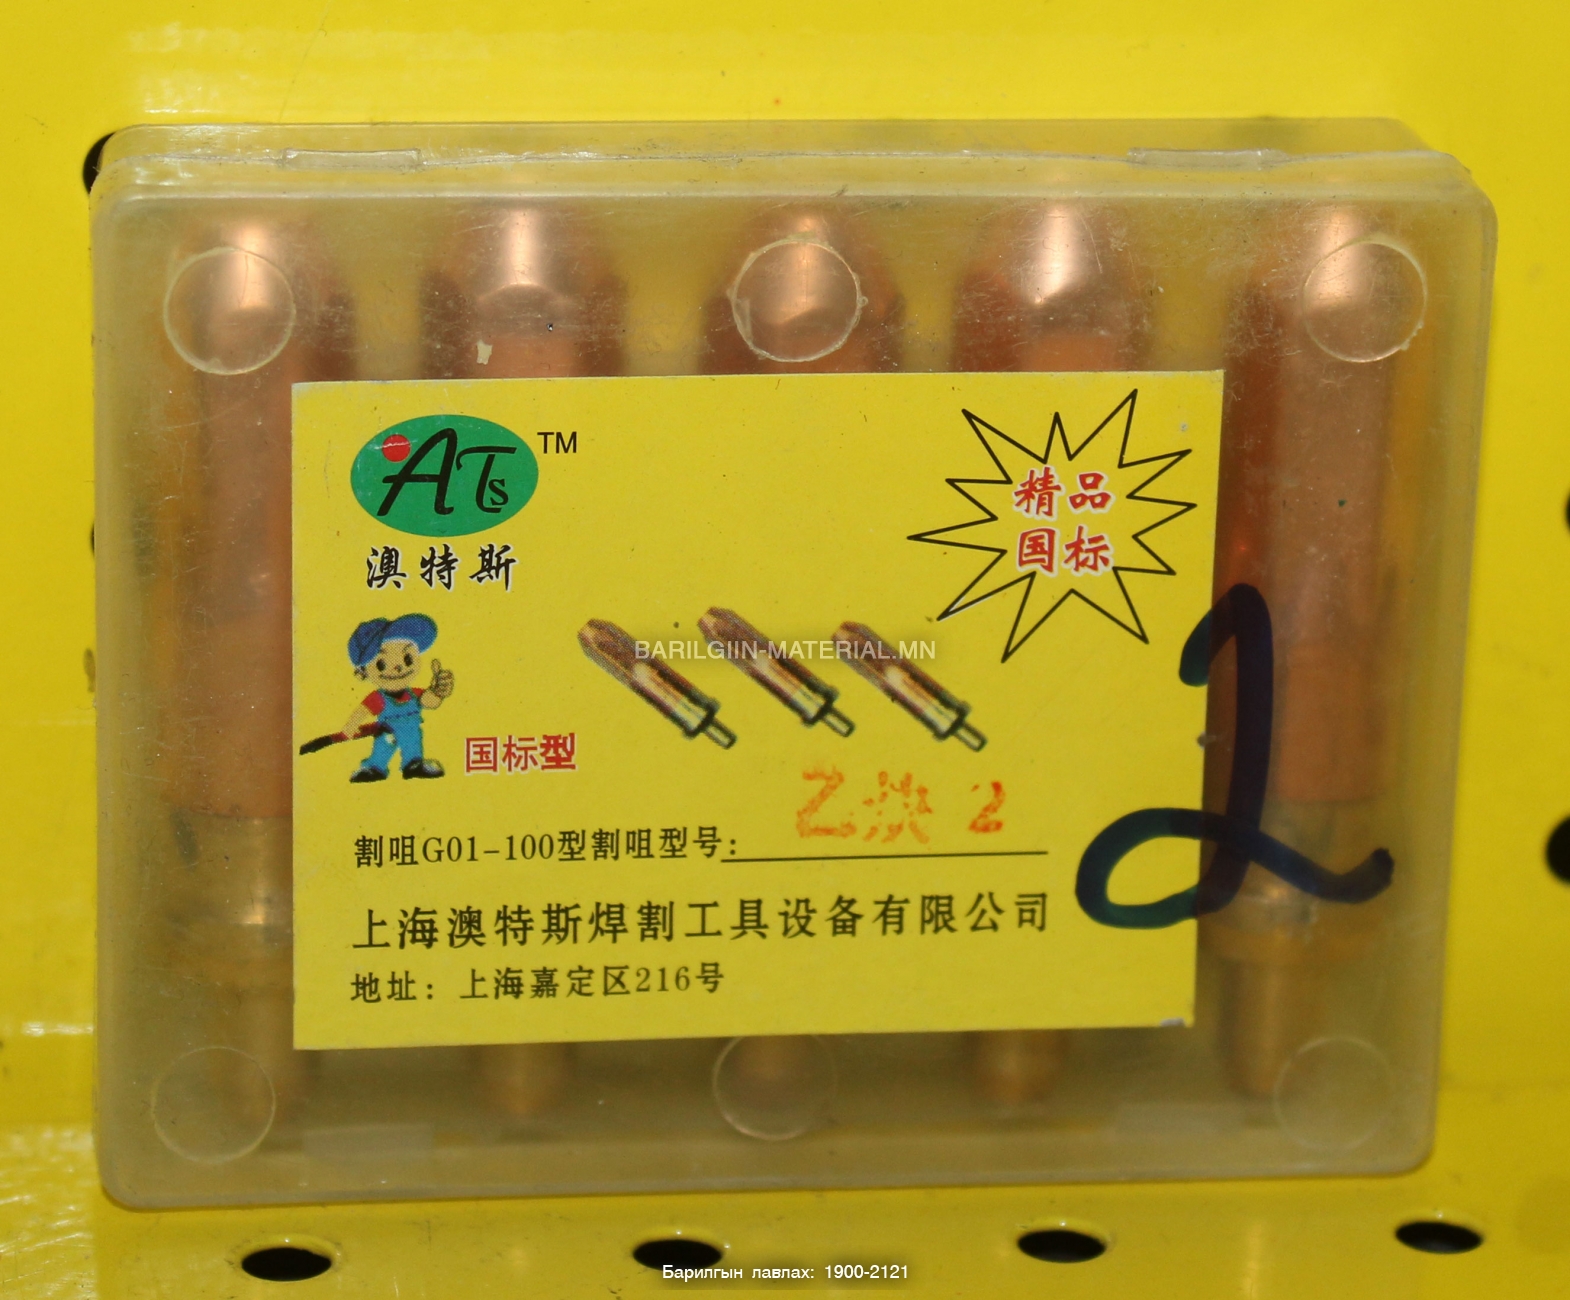 ATs TM
澳特斯
精品
国标
BARILGIIN-MATERIAL.MN
国标型
乙炔 2
割咀G01-100型割咀型号:
2
上海澳特斯焊割工具设备有限公司
地址: 上海嘉定区216号
Барилгын лавлах: 1900-2121